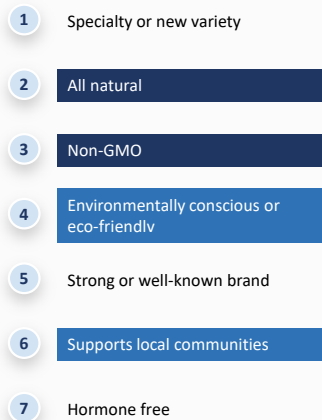 1 Specialty or new variety
2 All natural
3 Non-GMO
4 Environmentally conscious or
eco-friendly
5 Strong or well-known brand
6 Supports local communities
7 Hormone free